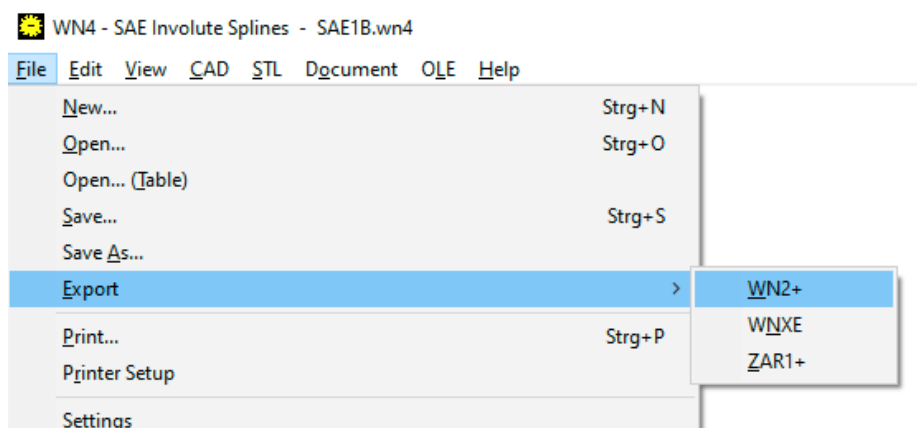 WN4 - SAE Involute Splines - SAE1B.wn4
File Edit View CAD STL Document OLE Help
New... Strg+N
Open... Strg+O
Open... (Table)
Save... Strg+S
Save As...
Export > WN2+
WNXE
Print... Strg+P
ZAR1+
Printer Setup
Settings